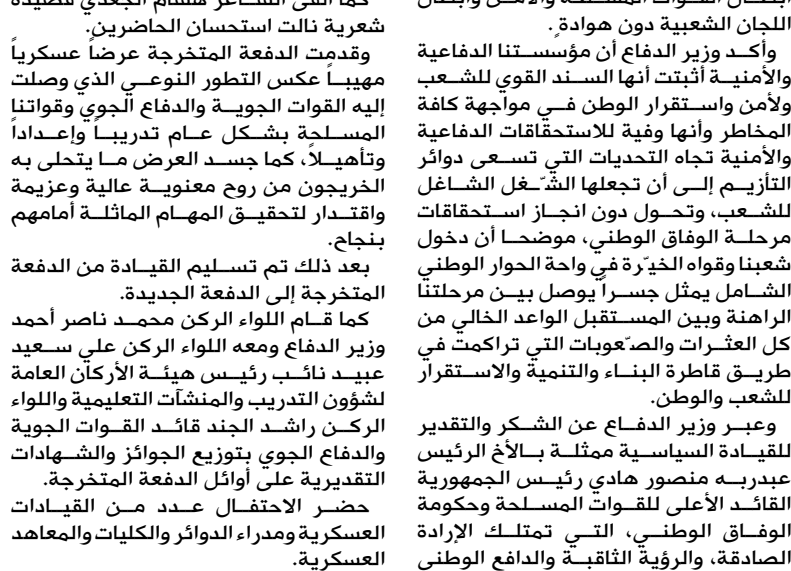 اللجان الشعبية دون هوادةٍ.
وأكد وزير الدفاع أن مؤسستنا الدفاعية
والأمنية أثبتت أنها السند القوي للشعب
ولأمن واستقرار الوطن في مواجهة كافة
المخاطر وأنها وفية للاستحقاقات الدفاعية
والأمنية تجاه التحديات التي تسعى دوائر
التأزيم إلى أن تجعلها الشّغل الشاغل
للشعب، وتحول دون انجاز استحقاقات
مرحلة الوفاق الوطني، موضحا أن دخول
شعبنا وقواه الخيّرة في واحة الحوار الوطني
الشامل يمثل جسراً يوصل بين مرحلتنا
الراهنة وبين المستقبل الواعد الخالي من
كل العثرات والصّعوبات التي تراكمت في
طريق قاطرة البناء والتنمية والاستقرار
للشعب والوطن.
وعبر وزير الدفاع عن الشكر والتقدير
للقيادة السياسية ممثلة بالأخ الرئيس
عبدربه منصور هادي رئيس الجمهورية
القائد الأعلى للقوات المسلحة وحكومة
الوفاق الوطني، التي تمتلك الإرادة
الصادقة، والرؤية الثاقبة والدافع الوطني
شعرية نالت استحسان الحاضرين.
وقدمت الدفعة المتخرجة عرضاً عسكرياً
مهيباً عكس التطور النوعي الذي وصلت
إليه القوات الجوية والدفاع الجوي وقواتنا
المسلحة بشكل عام تدريباً وإعداداً
وتأهيلاً، كما جسد العرض ما يتحلى به
الخريجون من روح معنوية عالية وعزيمة
واقتدار لتحقيق المهام الماثلة أمامهم
بنجاح.
بعد ذلك تم تسليم القيادة من الدفعة
المتخرجة إلى الدفعة الجديدة.
كما قام اللواء الركن محمد ناصر أحمد
وزير الدفاع ومعه اللواء الركن علي سعيد
عبيد نائب رئيس هيئة الأركان العامة
لشؤون التدريب والمنشآت التعليمية واللواء
الركن راشد الجند قائد القوات الجوية
والدفاع الجوي بتوزيع الجوائز والشهادات
التقديرية على أوائل الدفعة المتخرجة.
حضر الاحتفال عدد من القيادات
العسكرية ومدراء الدوائر والكليات والمعاهد
العسكرية.